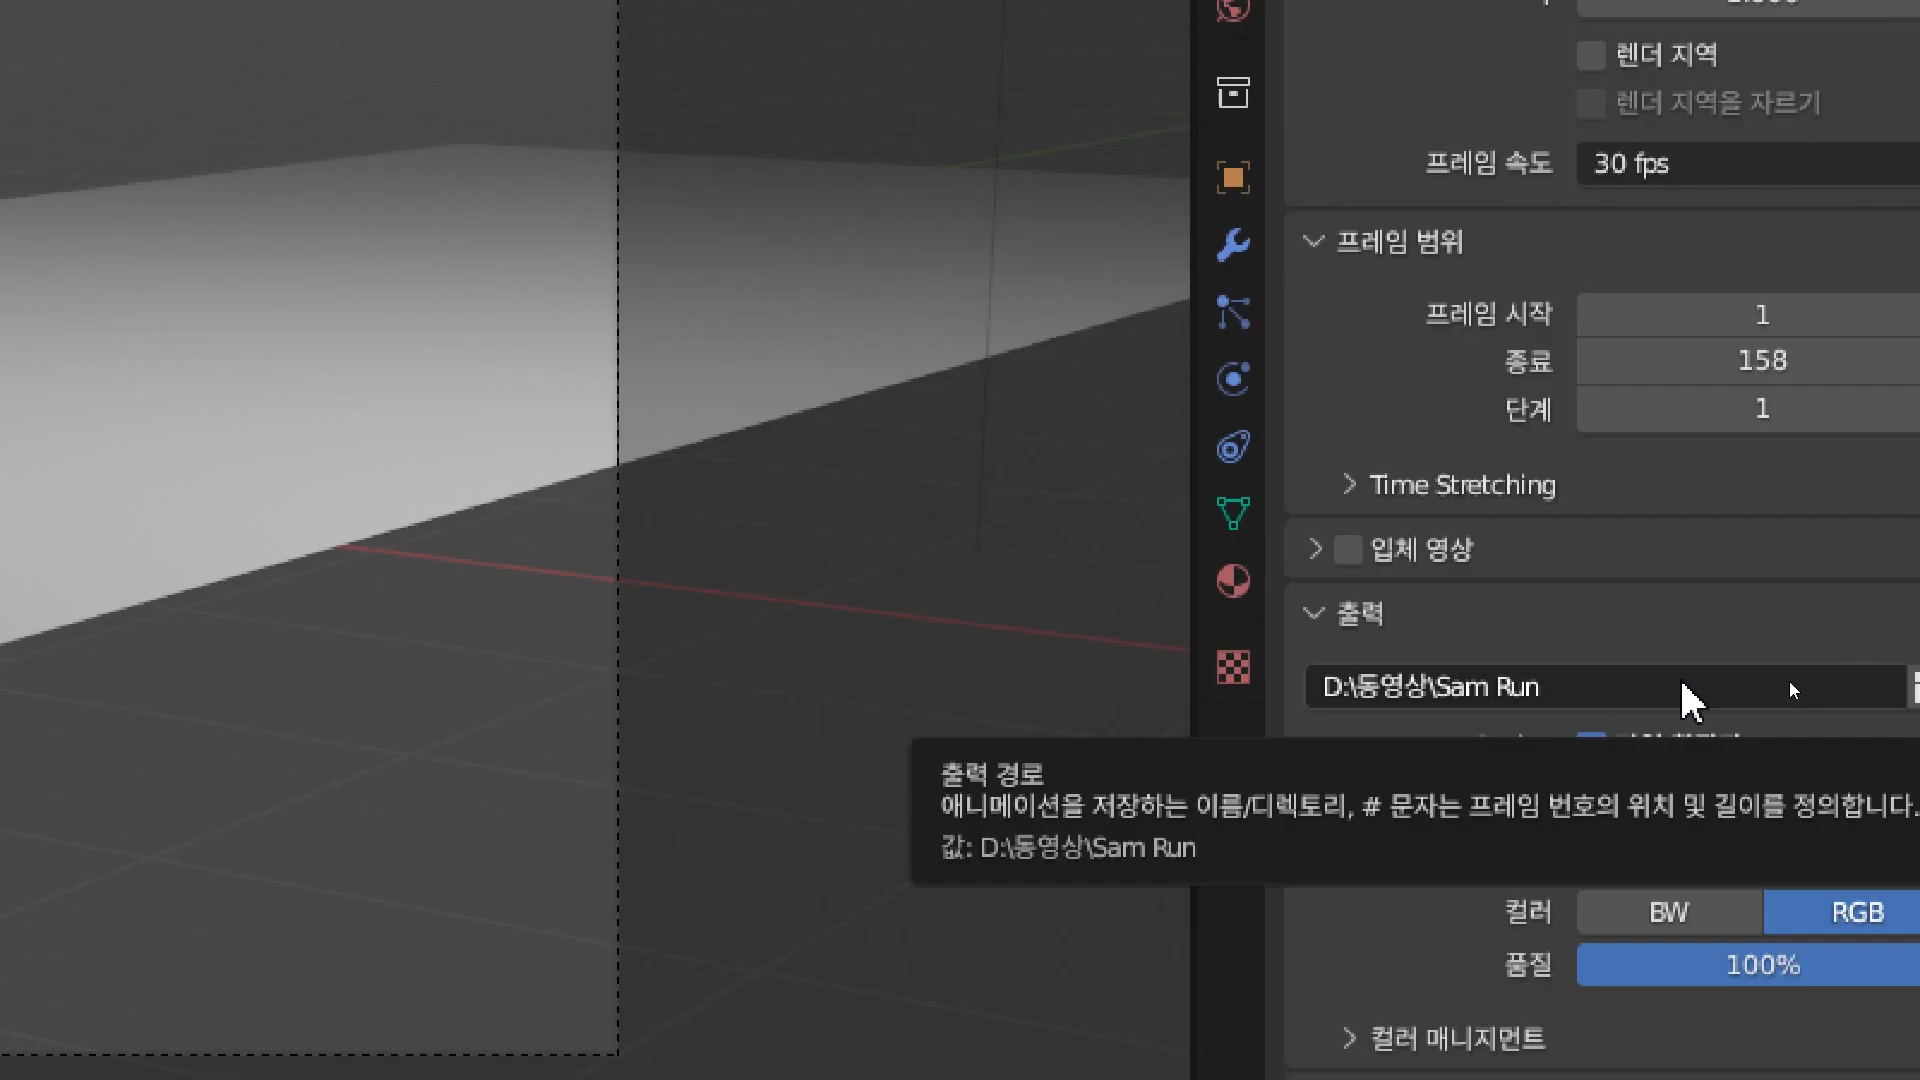 렌더 지역
렌더 지역을 자르기
프레임 속도 30 fps
프레임 범위
프레임 시작 1
종료 158
단계 1
Time Stretching
입체 영상
출력
D:\동영상\Sam Run
출력 경로
애니메이션을 저장하는 이름/디렉토리, # 문자는 프레임 번호의 위치 및 길이를 정의합니다.
값: D:\동영상\Sam Run
컬러 BW RGB
품질 100%
컬러 매니지먼트